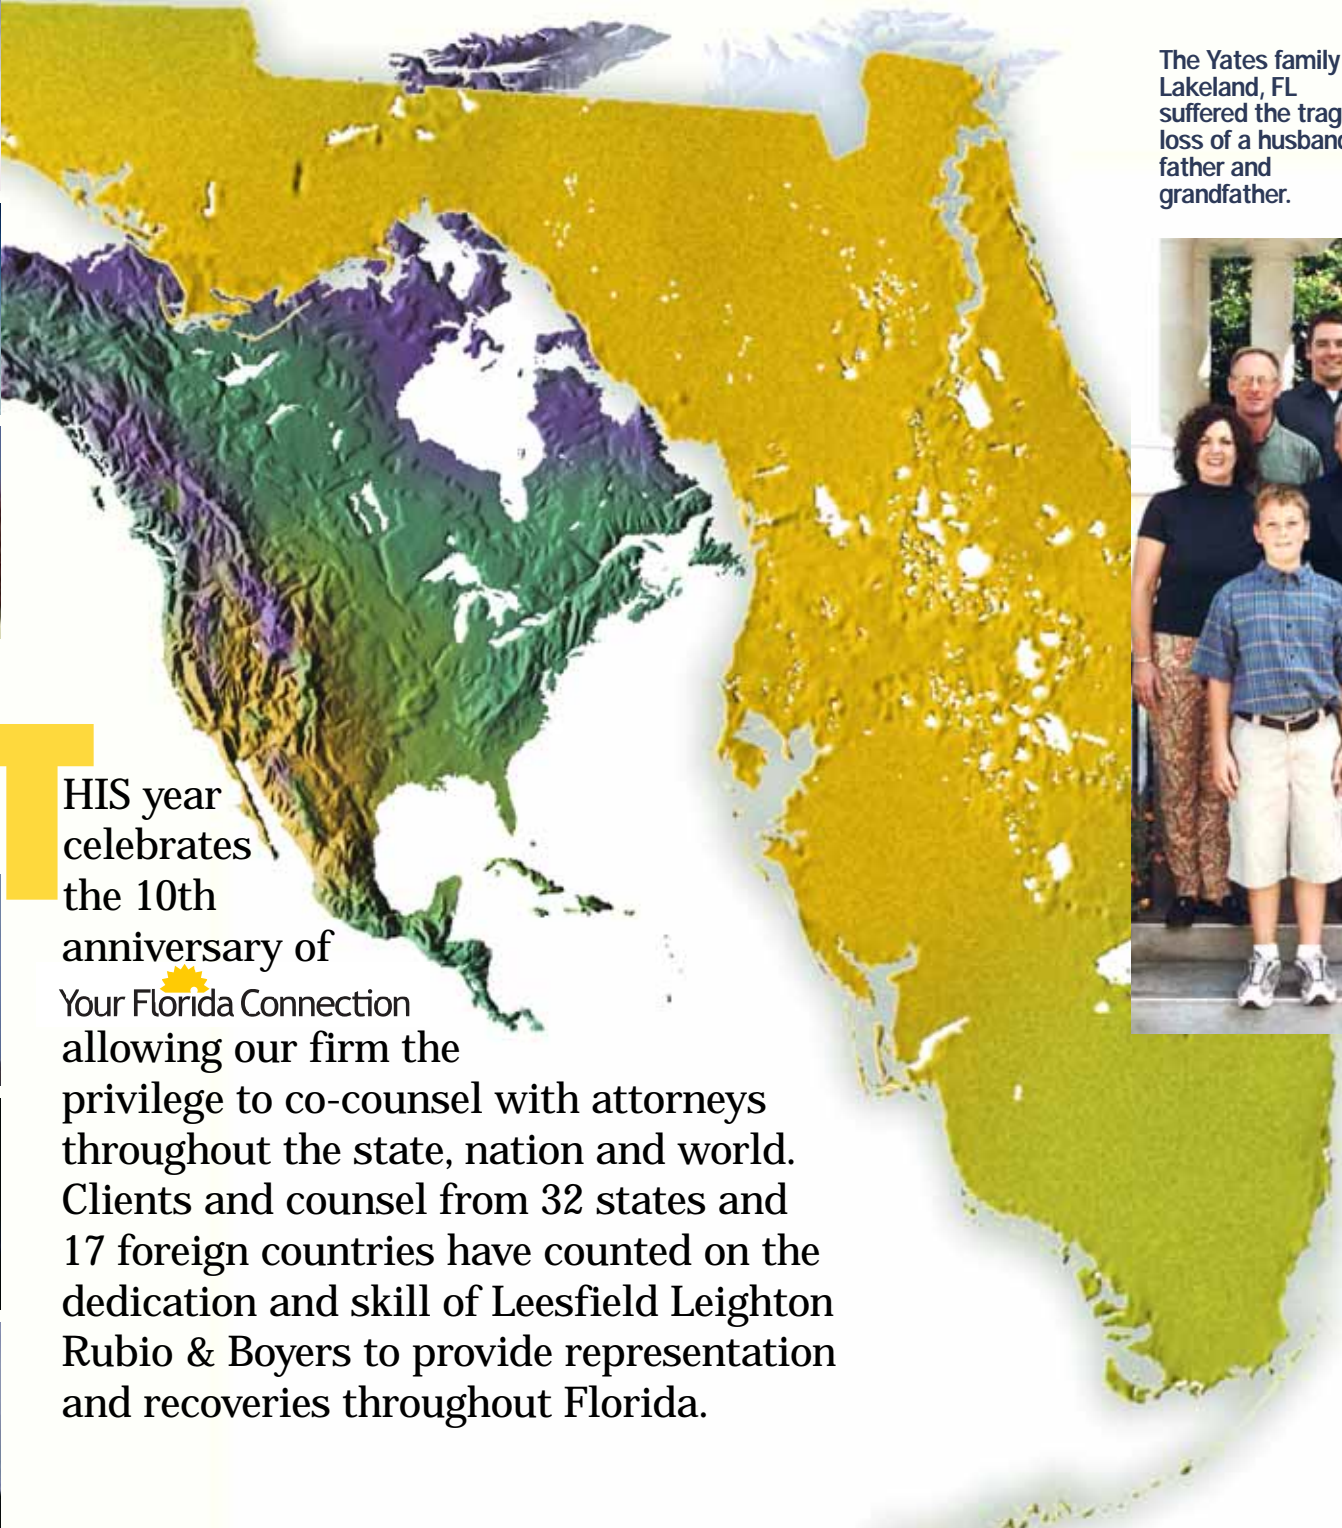 The Yates family
Lakeland, FL
suffered the
loss of a
father and
grandfather.
THIS year
celebrates
the 10th
anniversary of
Your Florida Connection
allowing our firm the
privilege to co-counsel with attorneys
throughout the state, nation and world.
Clients and counsel from 32 states and
17 foreign countries have counted on the
dedication and skill of Leesfield Leighton
Rubio & Boyers to provide representation
and recoveries throughout Florida.